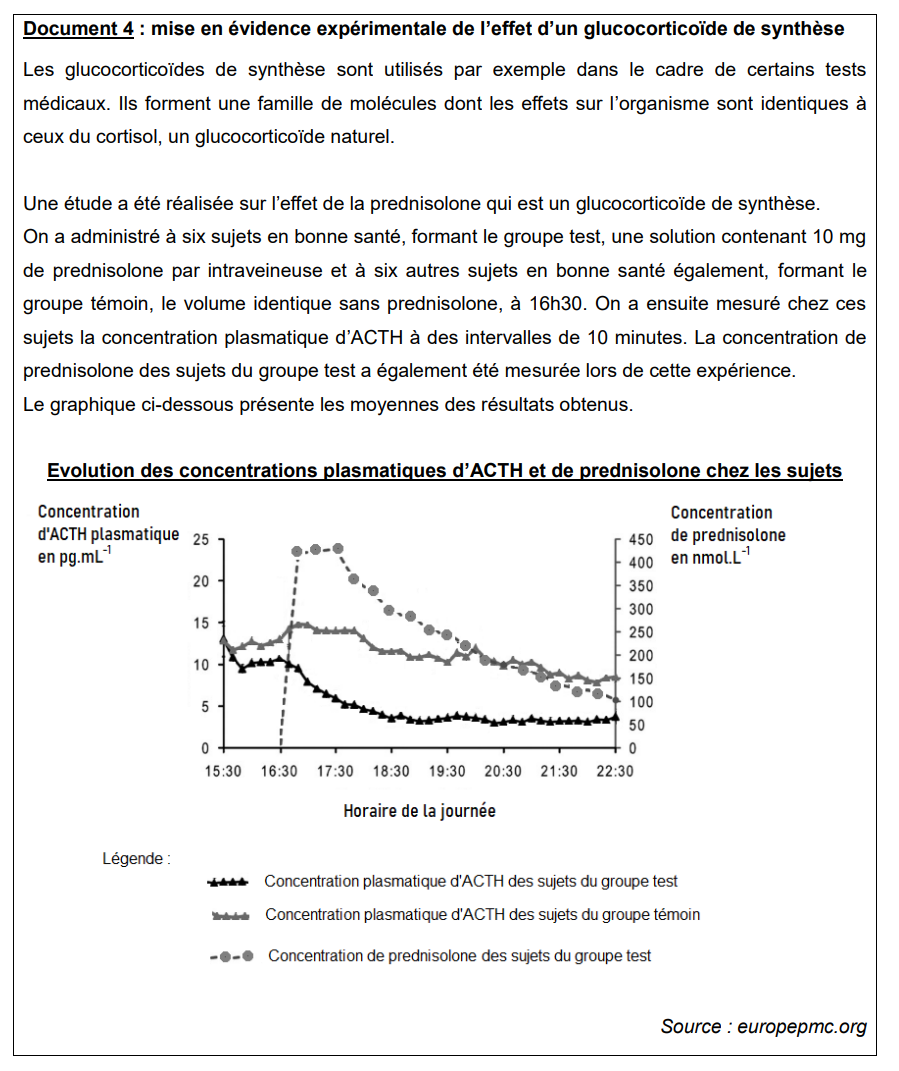 Document 4 : mise en évidence expérimentale de l’effet d’un glucocorticoïde de synthèse
Les glucocorticoïdes de synthèse sont utilisés par exemple dans le cadre de certains tests
médicaux. Ils forment une famille de molécules dont les effets sur l’organisme sont identiques à
ceux du cortisol, un glucocorticoïde naturel.
Une étude a été réalisée sur l’effet de la prednisolone qui est un glucocorticoïde de synthèse.
On a administré à six sujets en bonne santé, formant le groupe test, une solution contenant 10 mg
de prednisolone par intraveineuse et à six autres sujets en bonne santé également, formant le
groupe témoin, le volume identique sans prednisolone, à 16h30. On a ensuite mesuré chez ces
sujets la concentration plasmatique d’ACTH à des intervalles de 10 minutes. La concentration de
prednisolone des sujets du groupe test a également été mesurée lors de cette expérience.
Le graphique ci-dessous présente les moyennes des résultats obtenus.
Evolution des concentrations plasmatiques d’ACTH et de prednisolone chez les sujets
Concentration
d'ACTH plasmatique
en pg.mL⁻¹
25
20
15
10
5
0
Concentration
de prednisolone
en nmol.L⁻¹
450
400
350
300
250
200
150
100
50
0
15:30 16:30 17:30 18:30 19:30 20:30 21:30 22:30
Horaire de la journée
Légende :
Concentration plasmatique d'ACTH des sujets du groupe test
Concentration plasmatique d'ACTH des sujets du groupe témoin
Concentration de prednisolone des sujets du groupe test
Source : europepmc.org